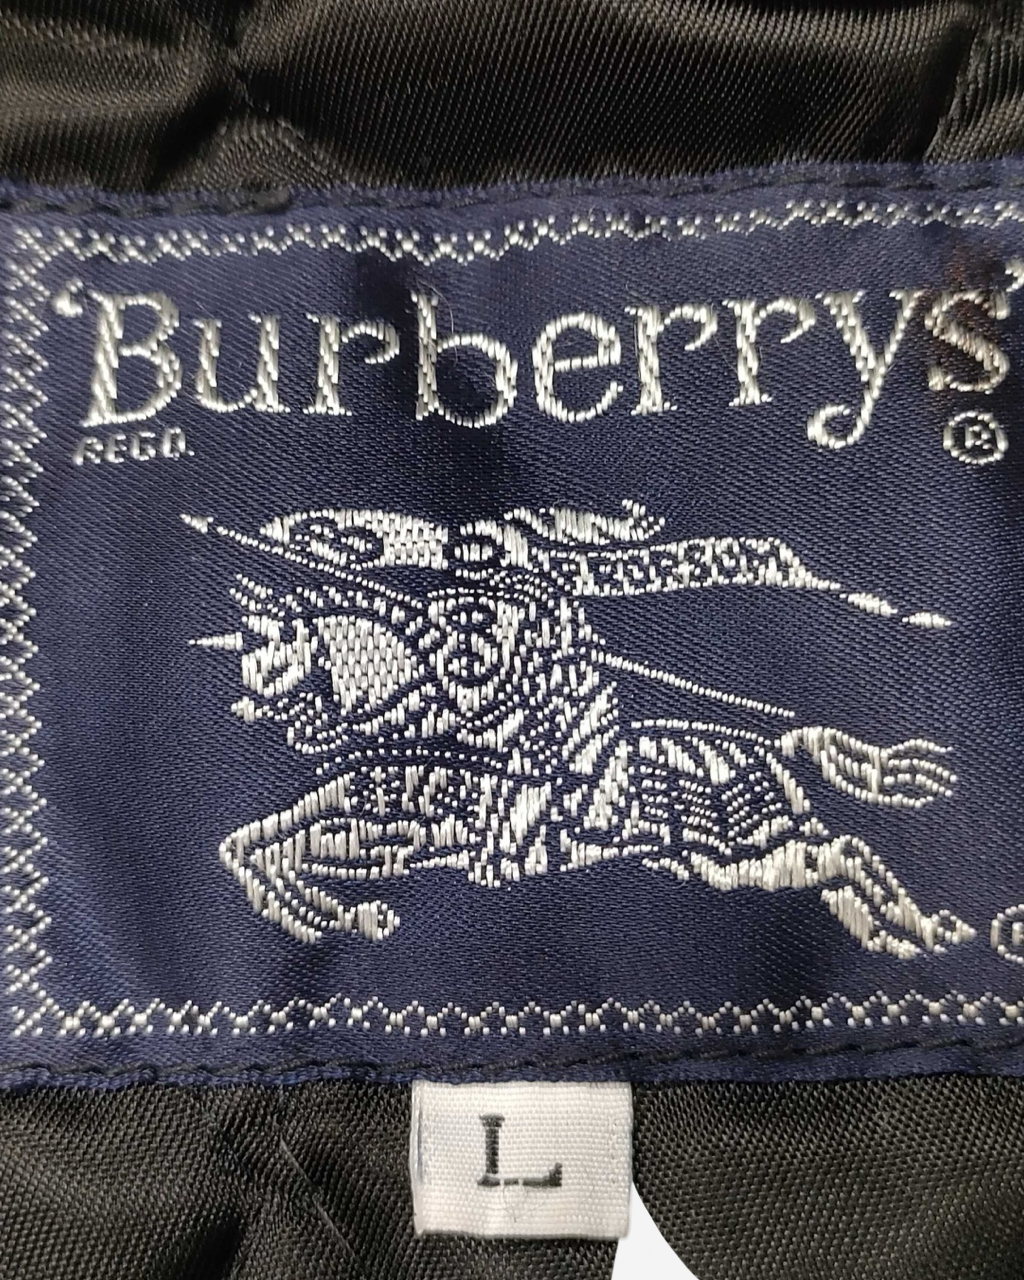 ‘Burberrys’
REGD.
®
PRORSUM
®
L